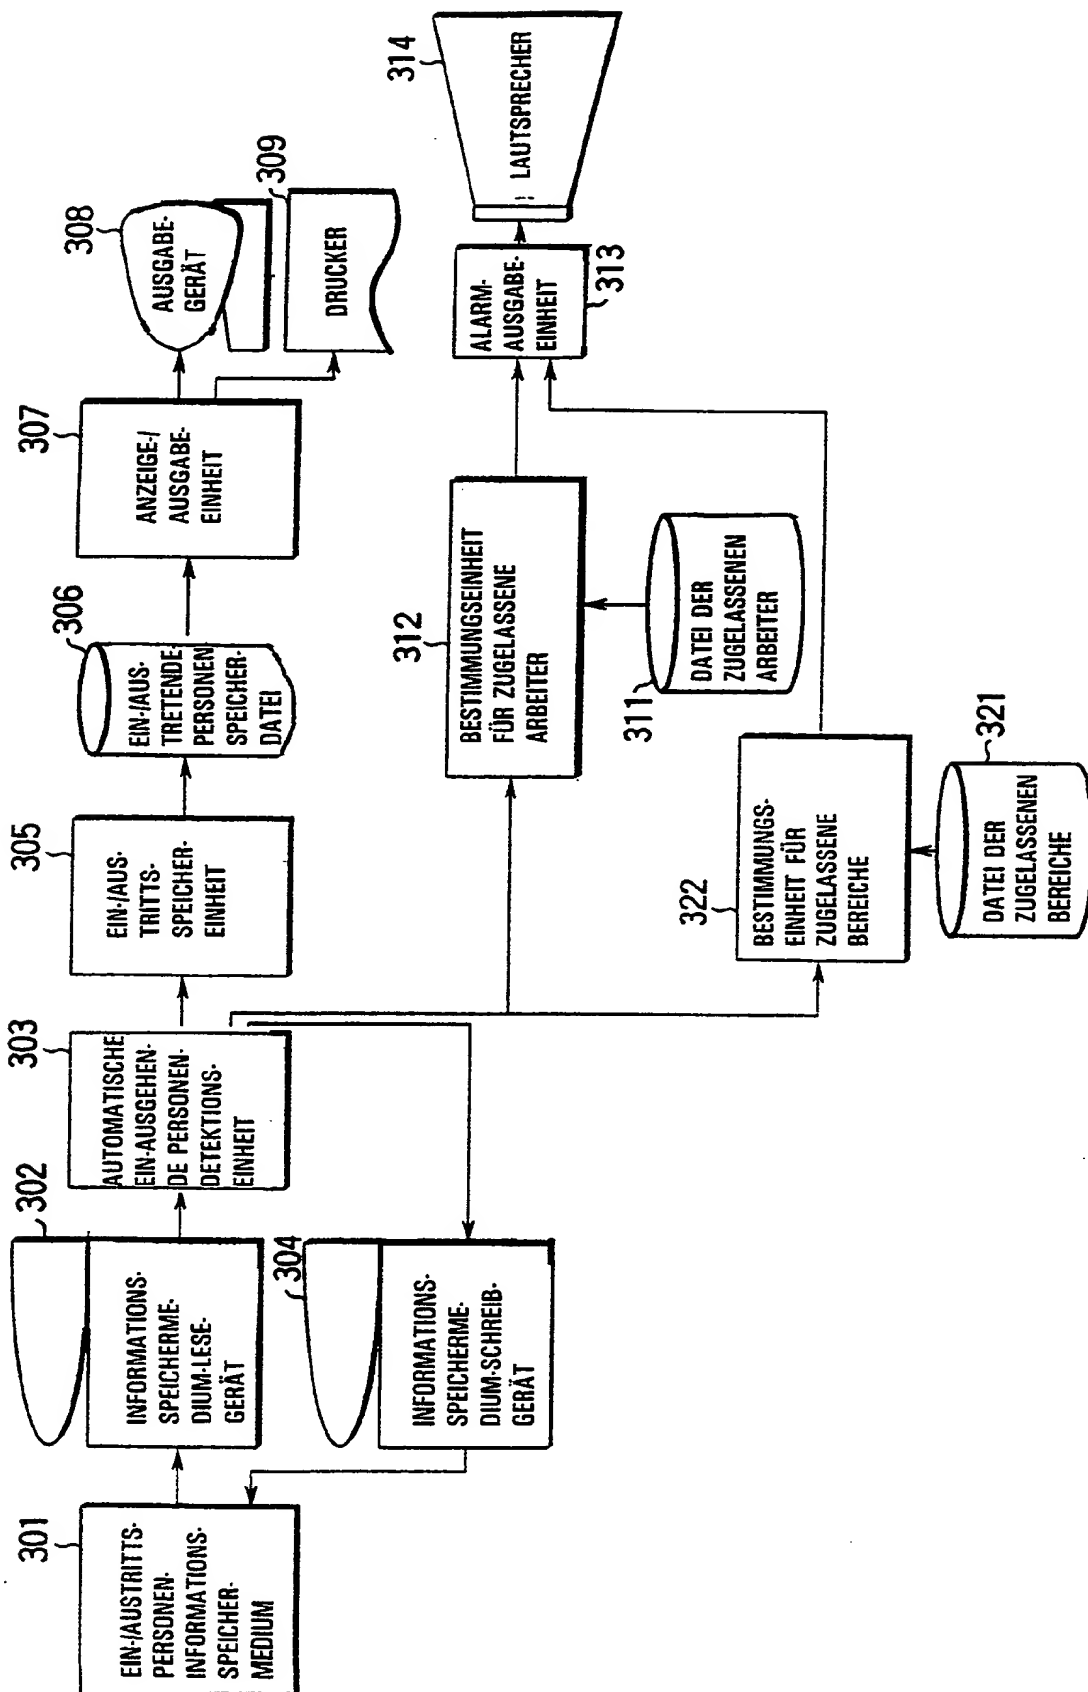 301
EIN-/AUSTRITTS-
PERSONEN-
INFORMATIONS-
SPEICHER-
MEDIUM
302
INFORMATIONS-
SPEICHERME-
DIUM-LESE-
GERÄT
303
AUTOMATISCHE
EIN-AUSGEHEN-
DE PERSONEN-
DETEKTIONS-
EINHEIT
304
INFORMATIONS-
SPEICHERME-
DIUM-SCHREIB-
GERÄT
305
EIN-/AUS-
TRITTS-
SPEICHER-
EINHEIT
306
EIN-/AUS-
TRETENDE-
PERSONEN
SPEICHER-
DATEI
307
ANZEIGE-/
AUSGABE-
EINHEIT
308
AUSGABE-
GERÄT
309
DRUCKER
312
BESTIMMUNGSEINHEIT
FÜR ZUGELASSENE
ARBEITER
311
DATEI DER
ZUGELASSENEN
ARBEITER
313
ALARM-
AUSGABE-
EINHEIT
314
LAUTSPRECHER
322
BESTIMMUNGS-
EINHEIT FÜR
ZUGELASSENE
BEREICHE
321
DATEI DER
ZUGELASSENEN
BEREICHE